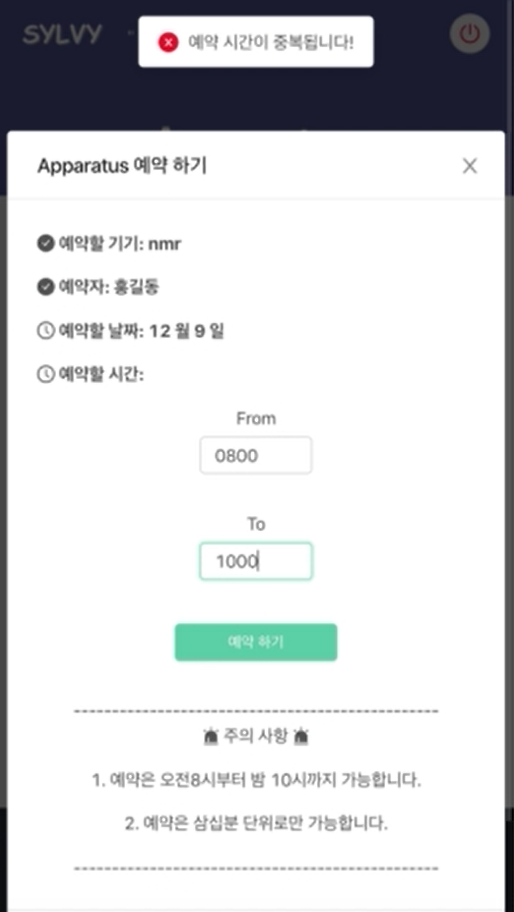 SYLVY
예약 시간이 중복됩니다!
Apparatus 예약 하기
예약할 기기: nmr
예약자: 홍길동
예약할 날짜: 12 월 9 일
예약할 시간:
From
0800
To
1000
예약 하기
주의 사항
1. 예약은 오전8시부터 밤 10시까지 가능합니다.
2. 예약은 삼십분 단위로만 가능합니다.